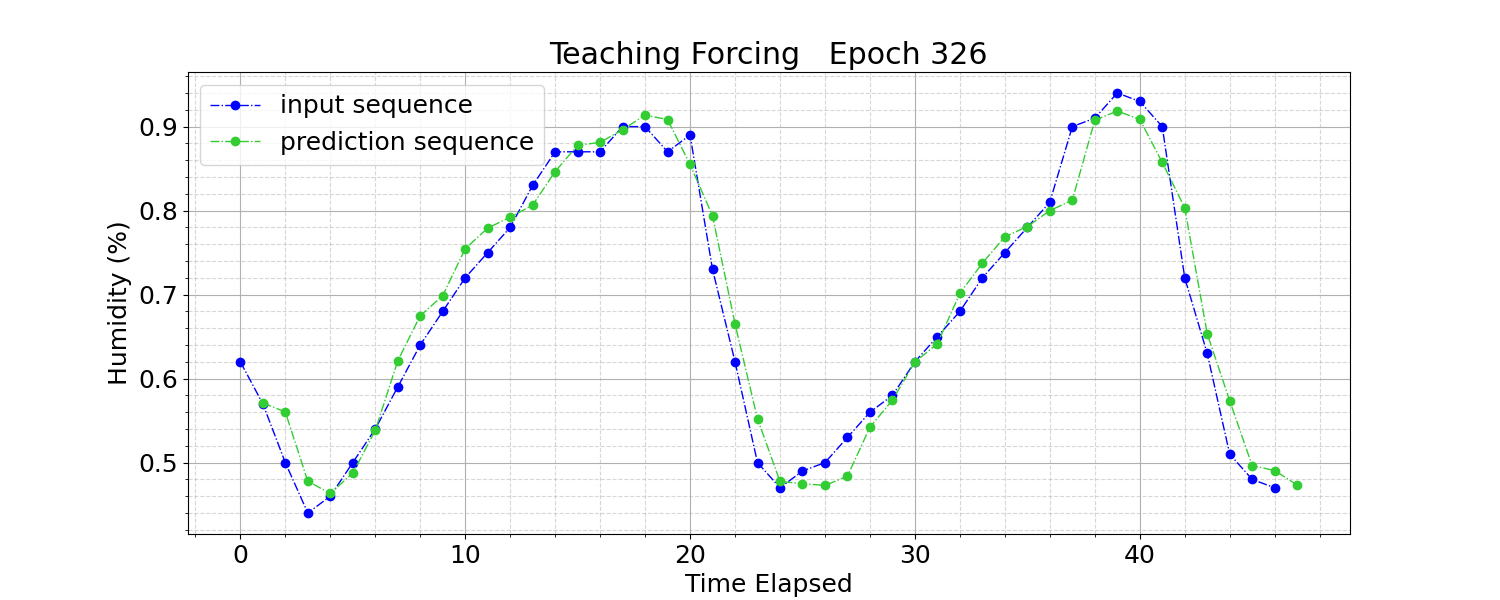 Teaching Forcing   Epoch 326
input sequence
prediction sequence
Humidity (%)
0.9
0.8
0.7
0.6
0.5
0 10 20 30 40
Time Elapsed